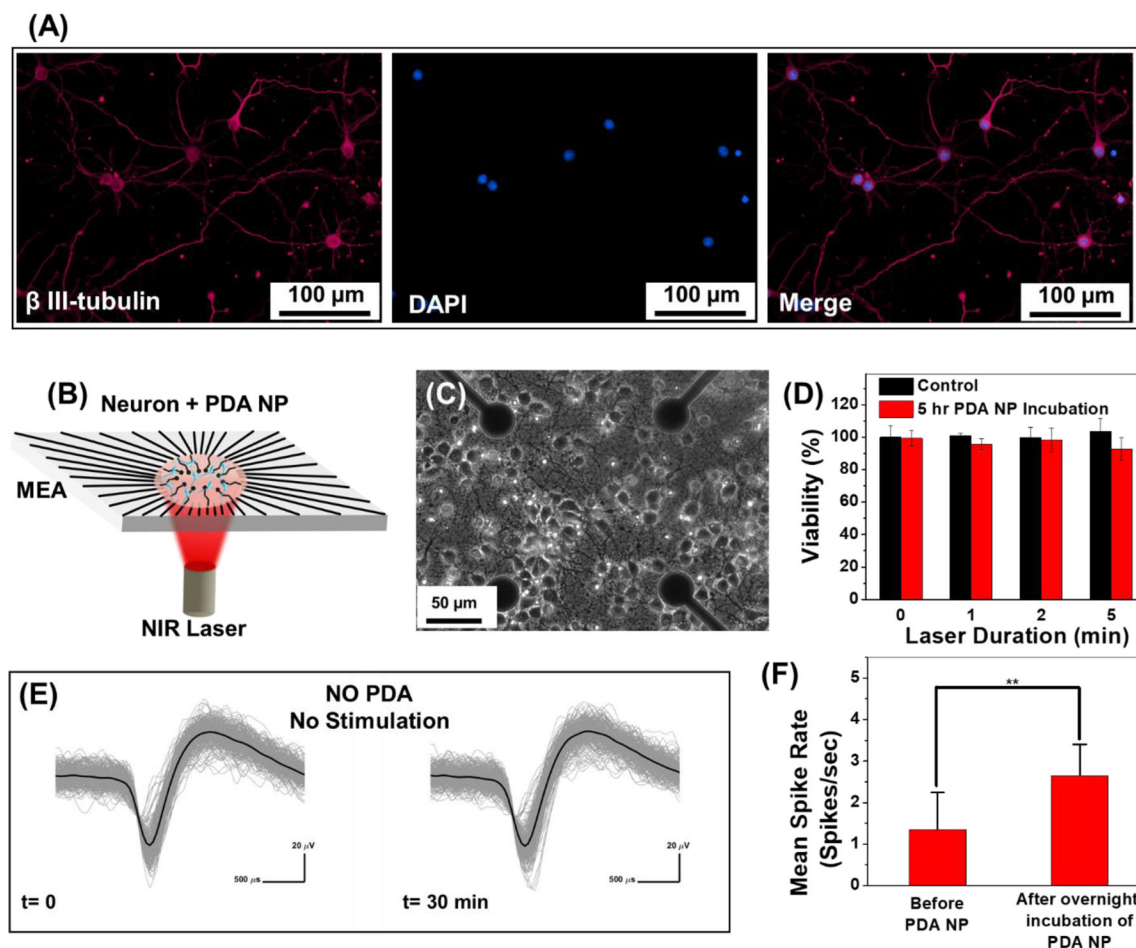 (A)
β III-tubulin
100 μm
DAPI
100 μm
Merge
100 μm
(B)
Neuron + PDA NP
MEA
NIR Laser
(C)
50 μm
(D)
Control
5 hr PDA NP Incubation
Viability (%)
120
100
80
60
40
20
0
0 1 2 5
Laser Duration (min)
(E)
NO PDA
No Stimulation
20 μV
500 μs
t= 0
20 μV
500 μs
t= 30 min
(F)
**
Mean Spike Rate
(Spikes/sec)
5
4
3
2
1
0
Before
PDA NP
After overnight
incubation of
PDA NP